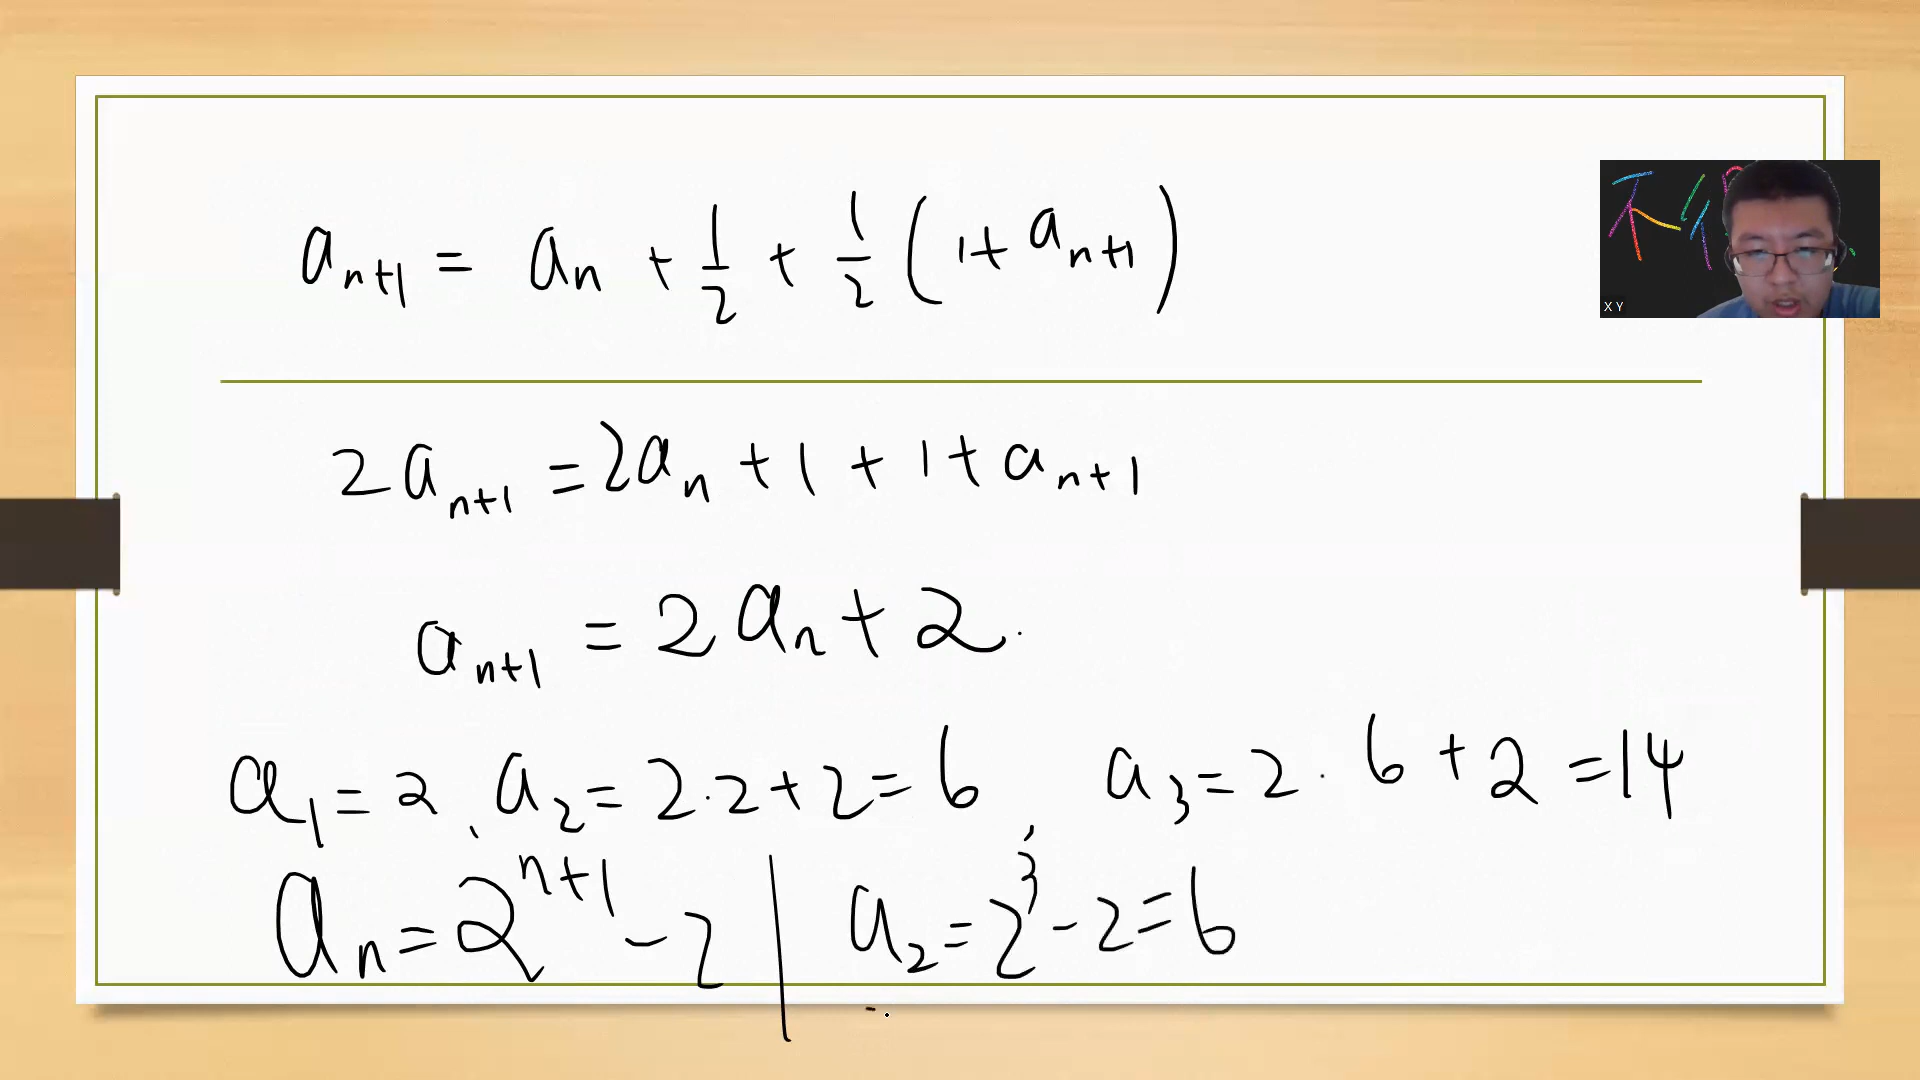 a_{n+1} = a_n + \frac{1}{2} + \frac{1}{2} (1 + a_{n+1})
X Y
2a_{n+1} = 2a_n + 1 + 1 + a_{n+1}
a_{n+1} = 2a_n + 2.
a_1 = 2, a_2 = 2·2 + 2 = 6, a_3 = 2·6 + 2 = 14
a_n = 2^{n+1} - 2 | a_2 = 2^3 - 2 = 6